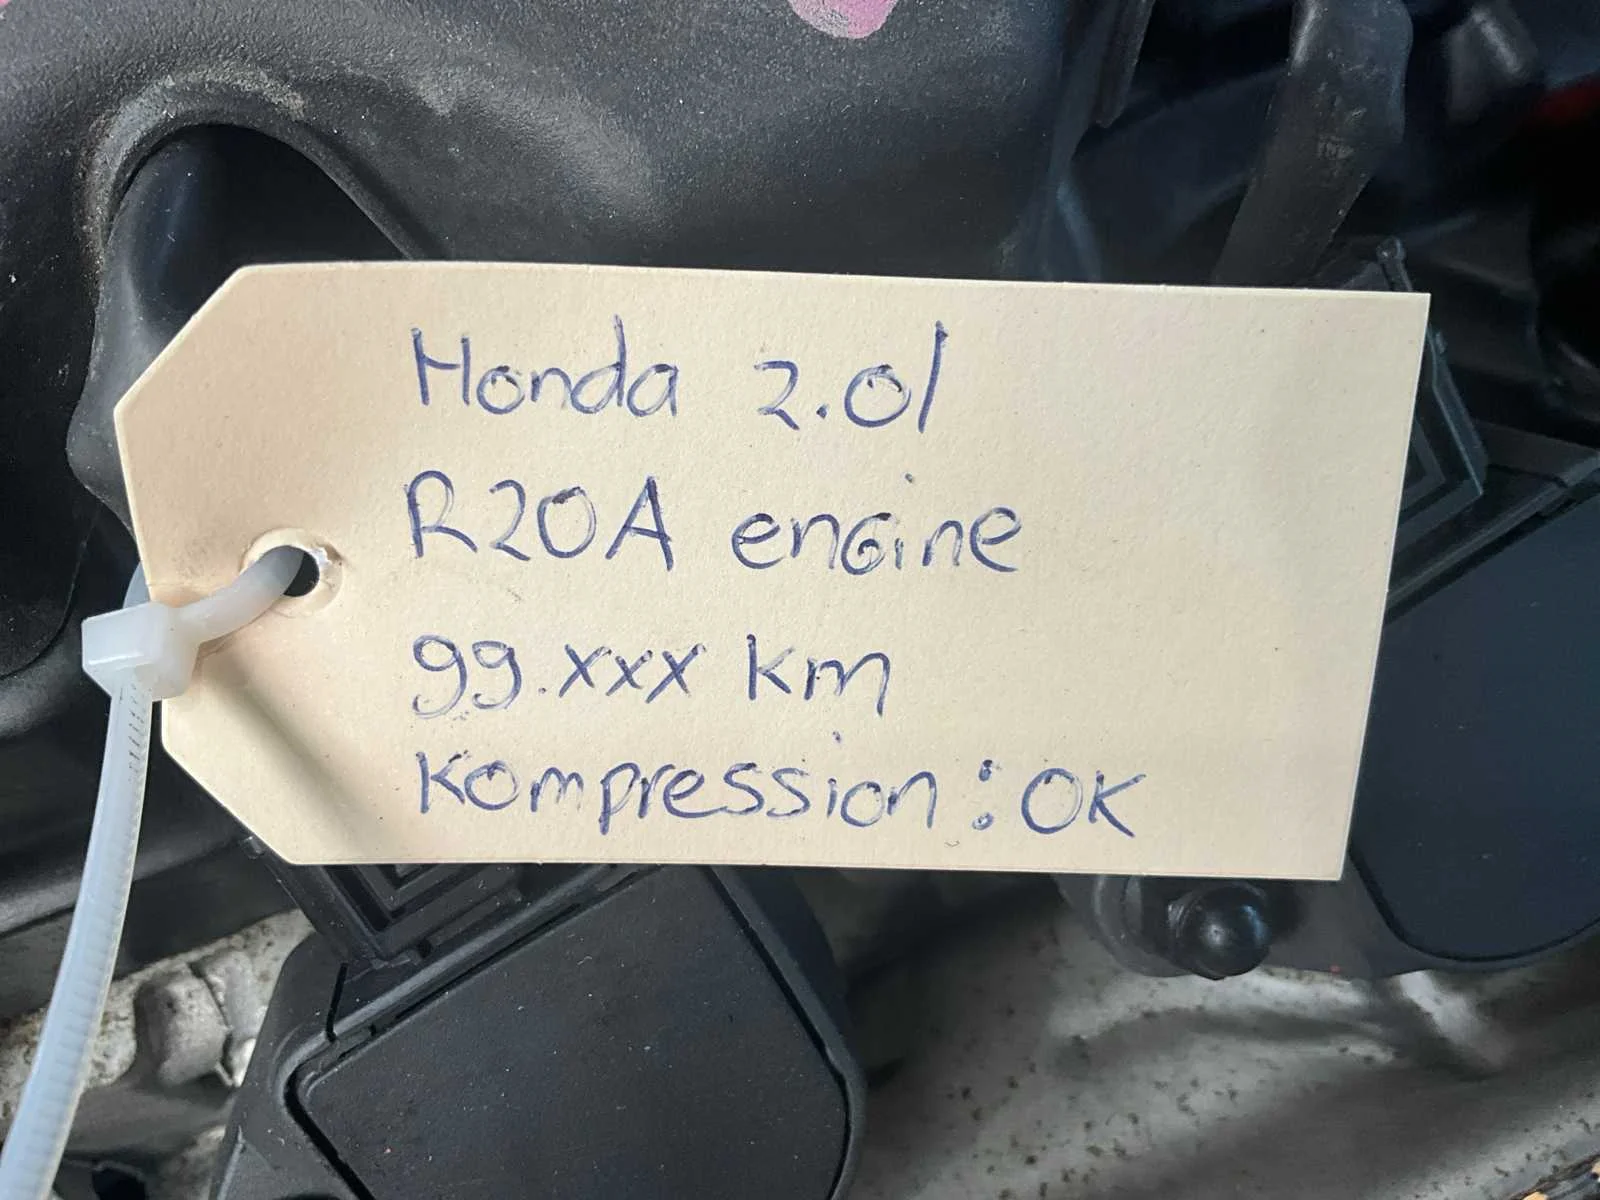 Honda 2.0l
R20A engine
99.xxx km
Kompression: OK